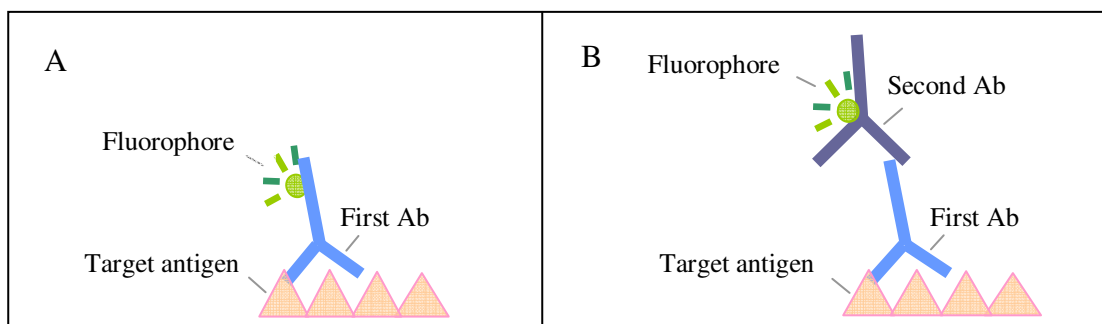 A
Fluorophore
First Ab
Target antigen
B
Fluorophore
Second Ab
First Ab
Target antigen